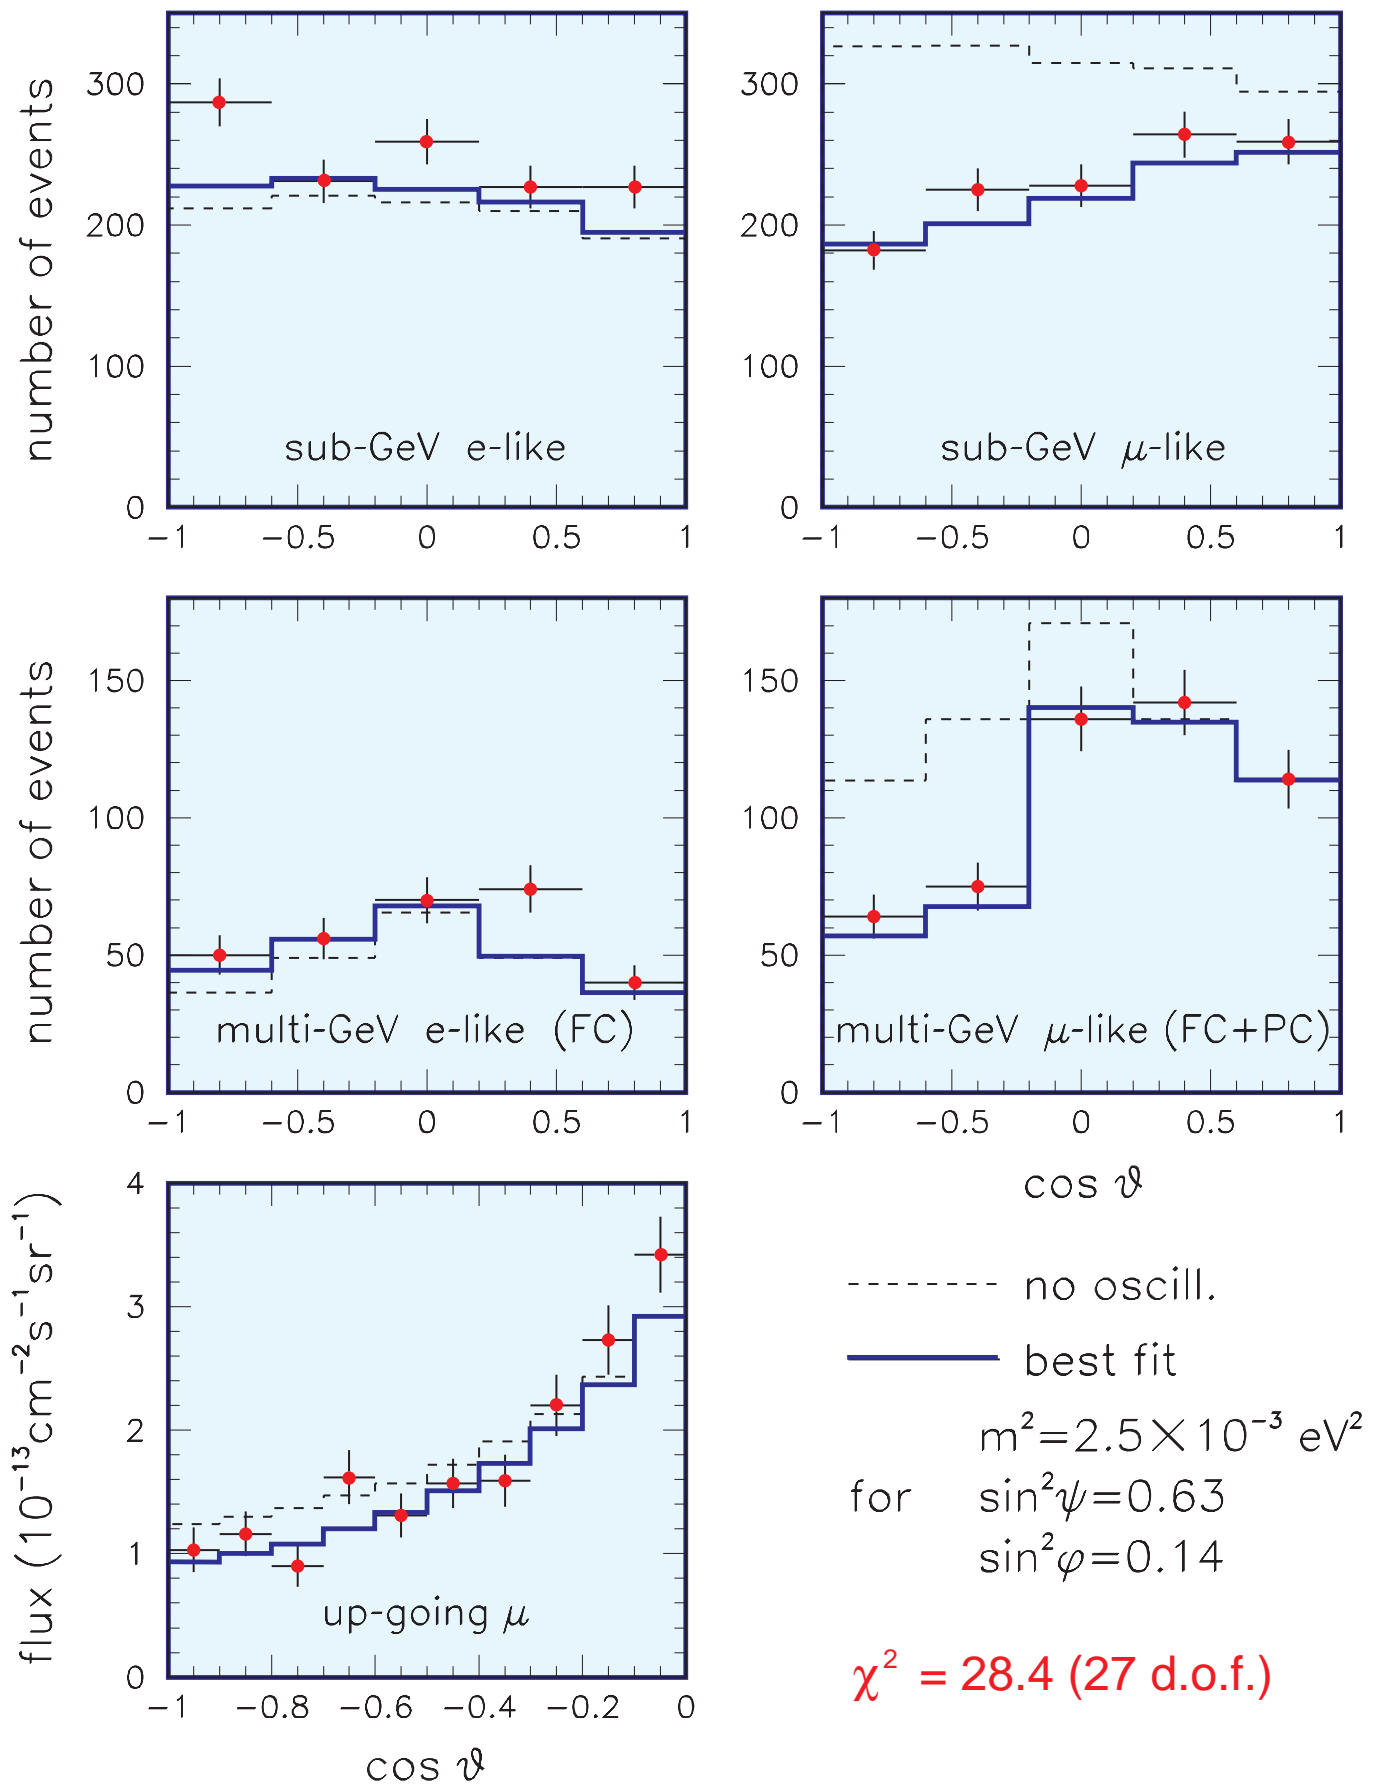 number of events
300
200
100
0
sub-GeV e-like
−1 −0.5 0 0.5 1
300
200
100
0
sub-GeV μ-like
−1 −0.5 0 0.5 1
number of events
150
100
50
0
multi-GeV e-like (FC)
−1 −0.5 0 0.5 1
150
100
50
0
multi-GeV μ-like (FC+PC)
−1 −0.5 0 0.5 1
cos ϑ
flux (10⁻¹³cm⁻²s⁻¹sr⁻¹)
4
3
2
1
0
up-going μ
−1 −0.8 −0.6 −0.4 −0.2 0
cos ϑ
no oscill.
best fit
m²=2.5×10⁻³ eV²
for sin²ψ=0.63
sin²φ=0.14
χ² = 28.4 (27 d.o.f.)